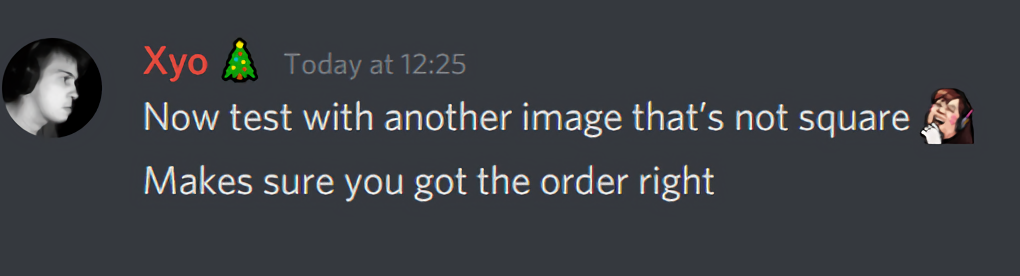 Xyo 🎄 Today at 12:25
Now test with another image that’s not square
Makes sure you got the order right